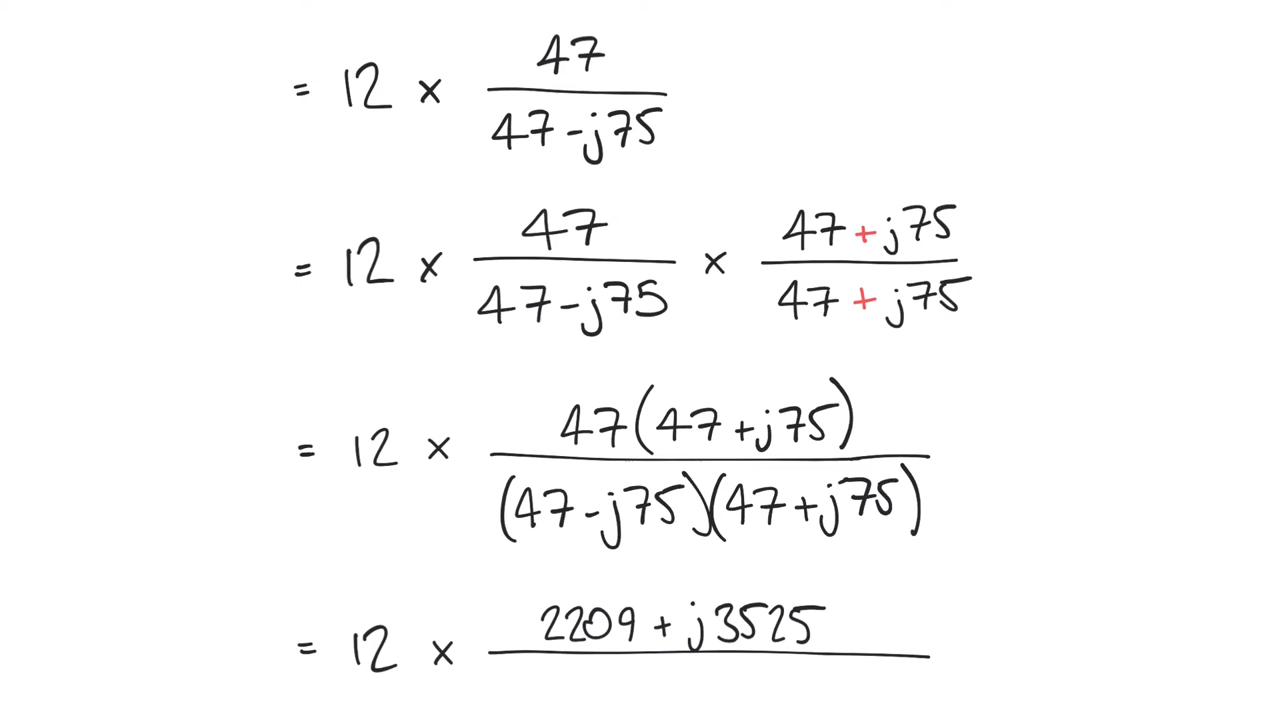 = 12 × 47
47-j75
= 12 × 47 × 47+j75
47-j75 47+j75
= 12 × 47(47+j75)
(47-j75)(47+j75)
= 12 × 2209 + j3525